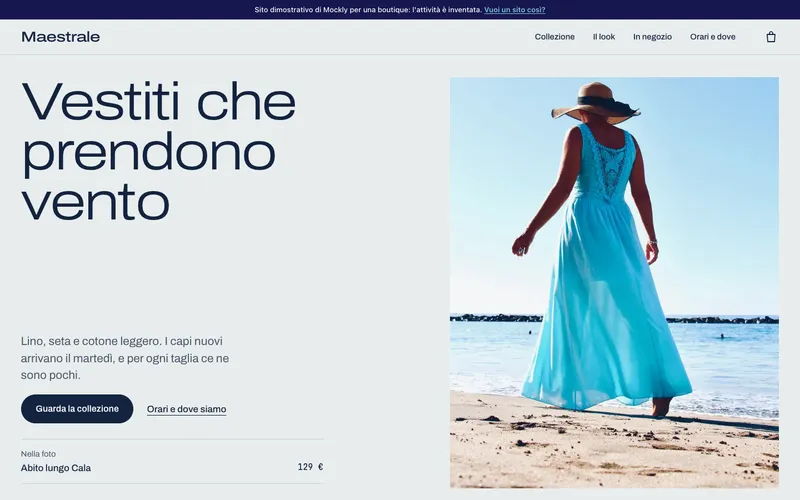 Sito dimostrativo di Mockly per una boutique: l'attività è inventata. Vuoi un sito così?
Maestrale
Collezione
Il look
In negozio
Orari e dove
Vestiti che
prendono
vento
Lino, seta e cotone leggero. I capi nuovi
arrivano il martedì, e per ogni taglia ce ne
sono pochi.
Guarda la collezione
Orari e dove siamo
Nella foto
Abito lungo Cala
129 €